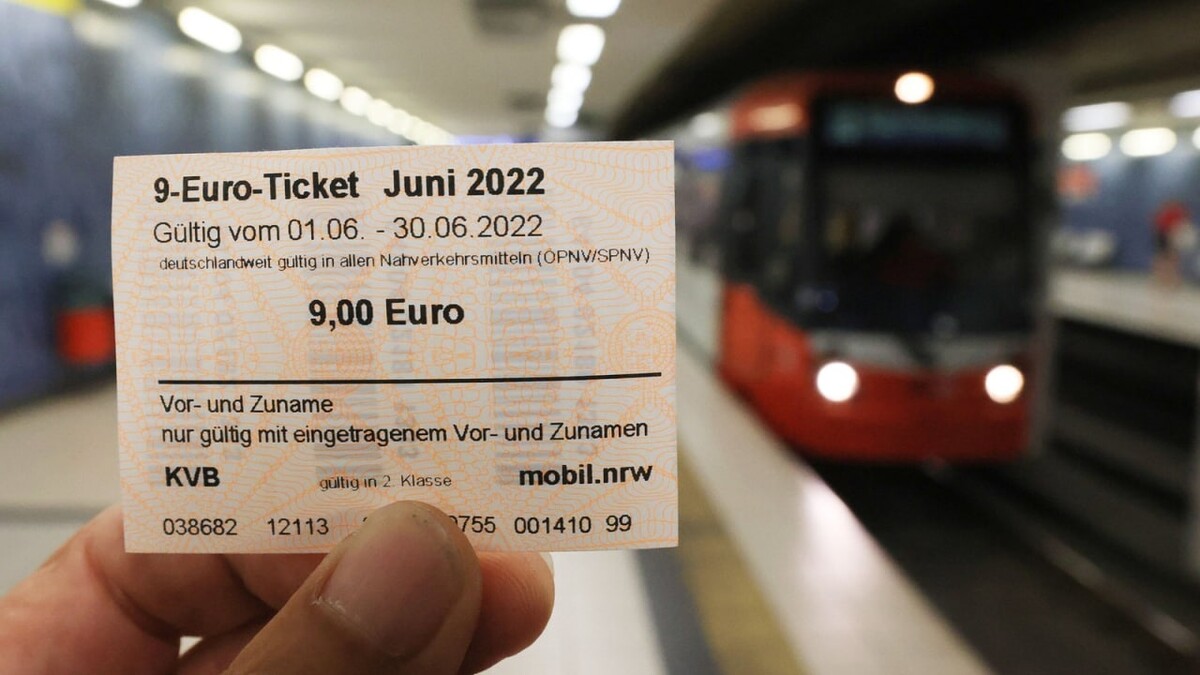 9-Euro-Ticket Juni 2022
Gültig vom 01.06. - 30.06.2022
deutschlandweit gültig in allen Nahverkehrsmitteln (ÖPNV/SPNV)
9,00 Euro
Vor- und Zuname
nur gültig mit eingetragenem Vor- und Zunamen
KVB gültig in 2. Klasse mobil.nrw
038682 12113 0755 001410 99